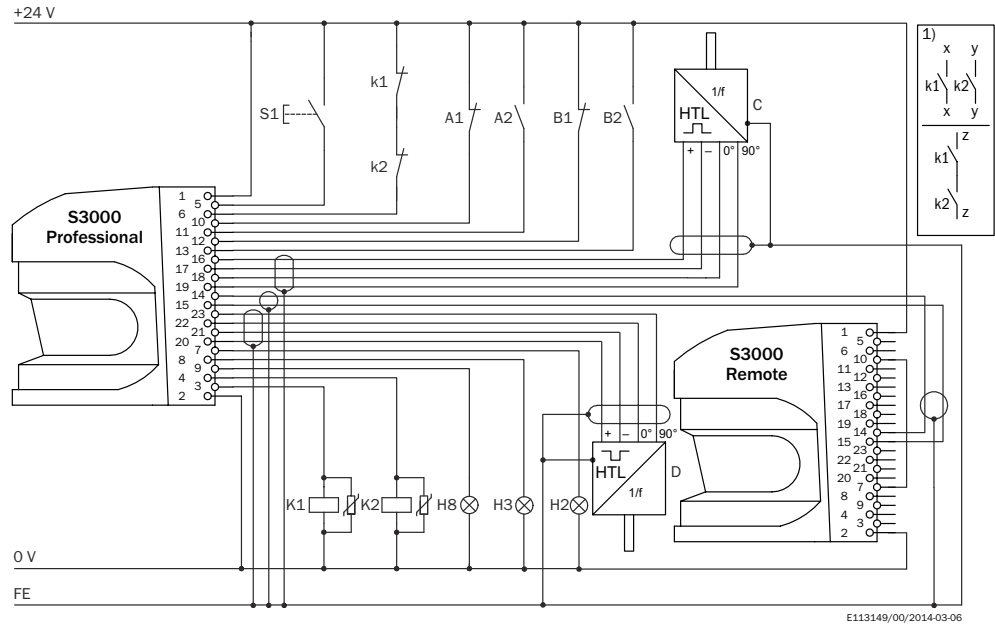 +24 V
1)
x y
k1 k2
x y
z
k1
k2
z
k1
k2
S1
A1
A2
B1
B2
1/f
HTL
C
+ – 0° 90°
S3000
Professional
1
5
6
10
11
12
13
16
17
18
19
14
15
23
22
21
20
7
8
9
4
3
2
S3000
Remote
1
5
6
10
11
12
13
16
17
18
19
14
15
23
22
21
20
7
8
9
4
3
2
+ – 0° 90°
HTL
1/f
D
K1
K2
H8
H3
H2
0 V
FE
E113149/00/2014-03-06